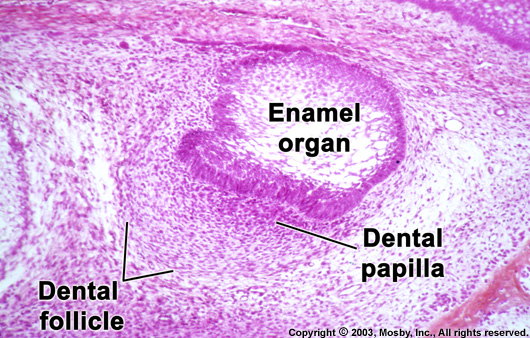 Enamel
organ
Dental
papilla
Dental
follicle
Copyright © 2003, Mosby, Inc., All rights reserved.